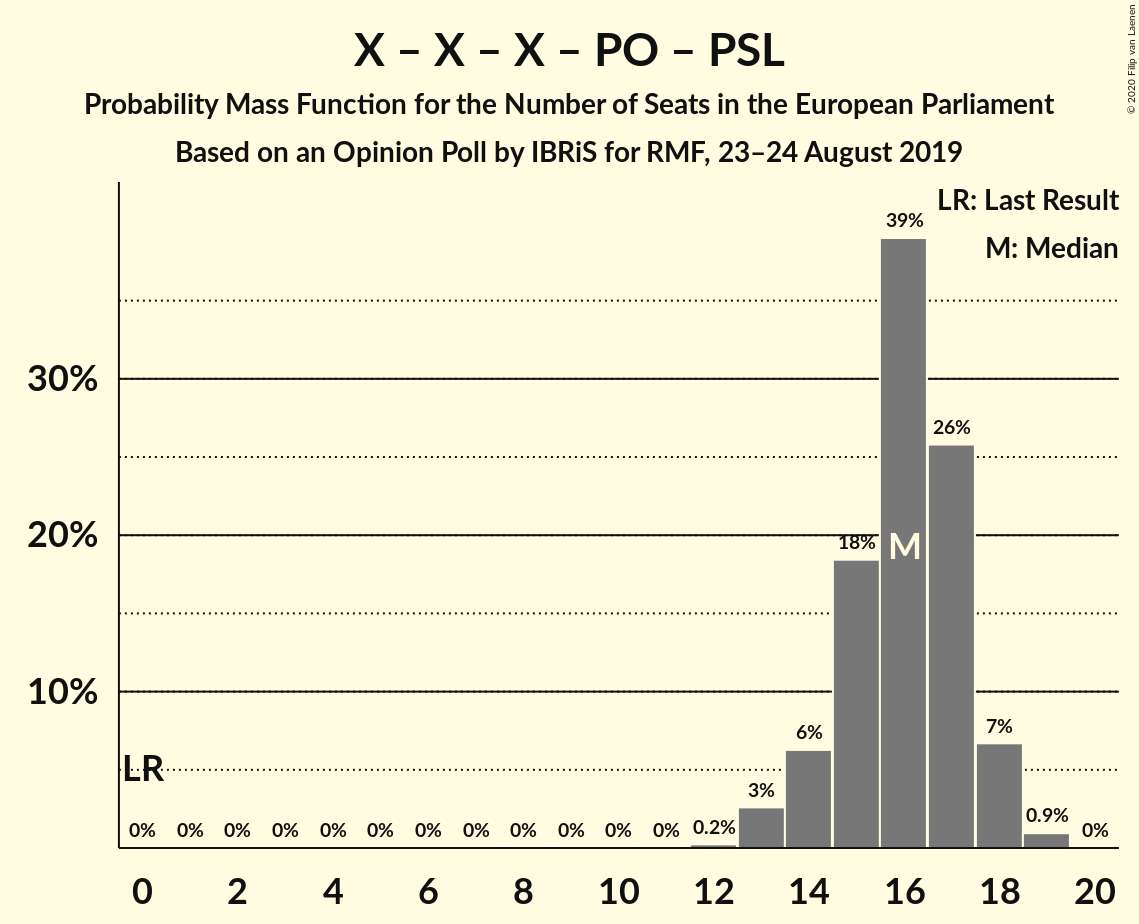 X – X – X – PO – PSL
Probability Mass Function for the Number of Seats in the European Parliament
Based on an Opinion Poll by IBRiS for RMF, 23–24 August 2019
© 2020 Filip van Laenen
LR: Last Result
M: Median
39%
30%
26%
20%
18%
M
10%
7%
6%
LR
3%
0% 0% 0% 0% 0% 0% 0% 0% 0% 0% 0% 0% 0.2% 0.9% 0%
0 2 4 6 8 10 12 14 16 18 20